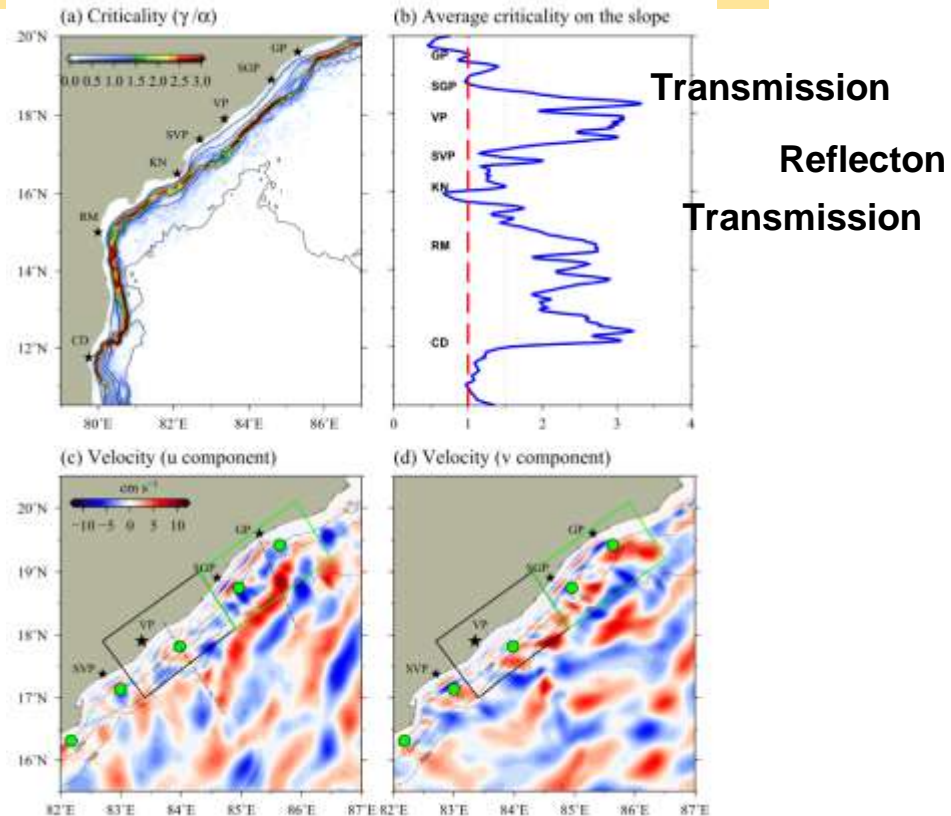 (a) Criticality (γ/α)
20°N
18°N
16°N
14°N
12°N
0.0 0.5 1.0 1.5 2.0 2.5 3.0
GP
SGP
VP
SVP
KN
RM
CD
80°E 82°E 84°E 86°E
(b) Average criticality on the slope
GP
SGP
VP
SVP
KN
RM
CD
0 1 2 3 4
Transmission
Reflecton
Transmission
(c) Velocity (u component)
20°N
19°N
18°N
17°N
16°N
cm s⁻¹
−10 −5 0 5 10
GP
SGP
VP
SVP
82°E 83°E 84°E 85°E 86°E 87°E
(d) Velocity (v component)
GP
SGP
VP
SVP
82°E 83°E 84°E 85°E 86°E 87°E